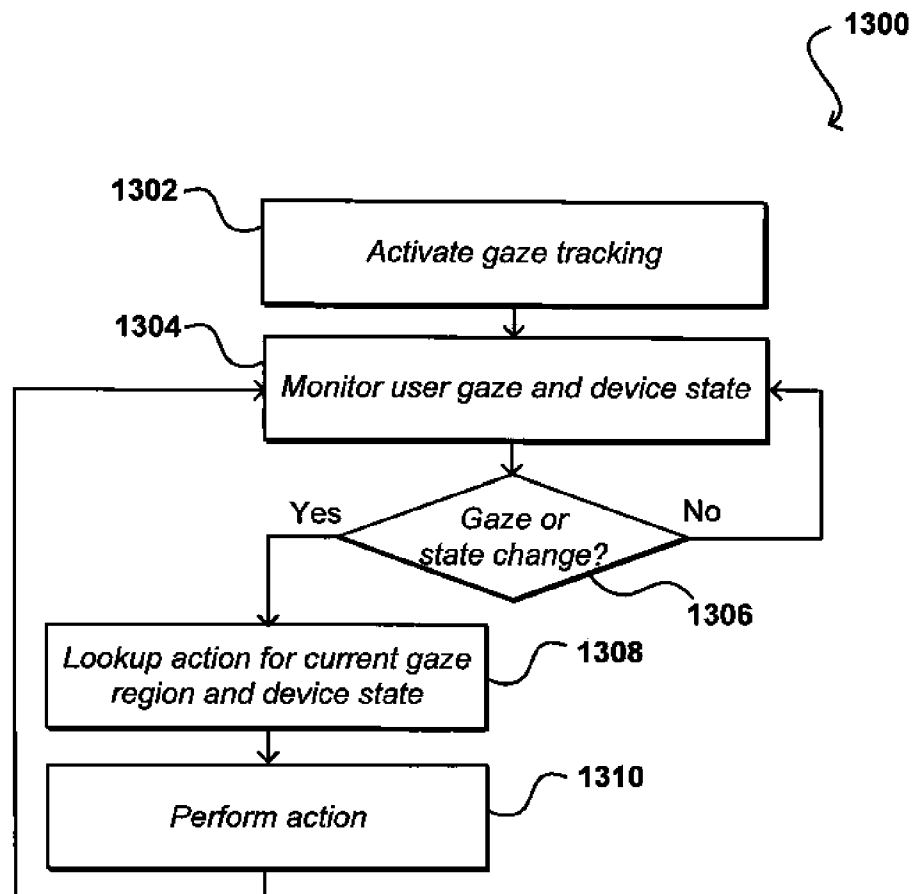 1300
1302
Activate gaze tracking
1304
Monitor user gaze and device state
Yes
Gaze or
state change?
No
1306
Lookup action for current gaze
region and device state
1308
Perform action
1310